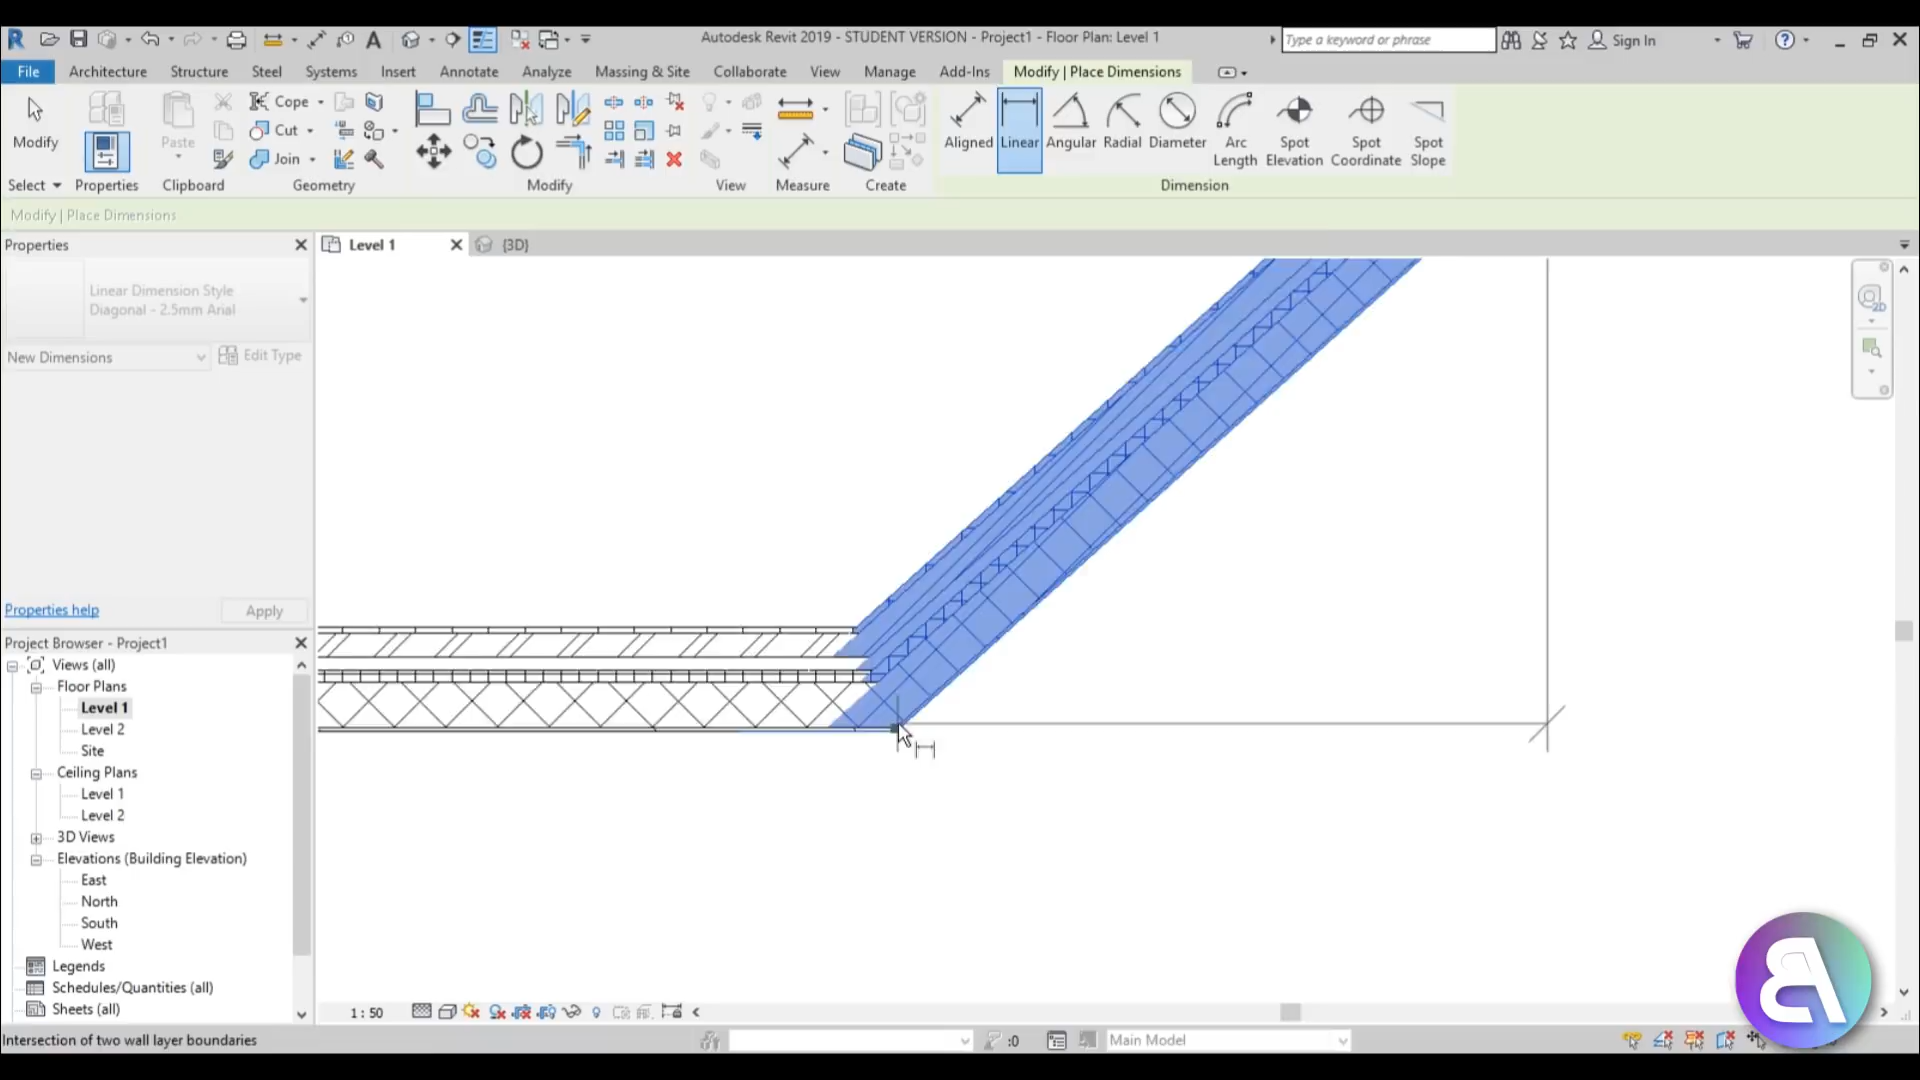 Autodesk Revit 2019 - STUDENT VERSION - Project1 - Floor Plan: Level 1
Type a keyword or phrase
Sign In
File
Architecture
Structure
Steel
Systems
Insert
Annotate
Analyze
Massing & Site
Collaborate
View
Manage
Add-Ins
Modify | Place Dimensions
Modify
Paste
Cope
Cut
Join
Aligned
Linear
Angular
Radial
Diameter
Arc Length
Spot Elevation
Spot Coordinate
Spot Slope
Select
Properties
Clipboard
Geometry
Modify
View
Measure
Create
Dimension
Modify | Place Dimensions
Properties
Level 1
{3D}
2D
Linear Dimension Style
Diagonal - 2.5mm Arial
New Dimensions
Edit Type
Properties help
Apply
Project Browser - Project1
Views (all)
Floor Plans
Level 1
Level 2
Site
Ceiling Plans
Level 1
Level 2
3D Views
Elevations (Building Elevation)
East
North
South
West
Legends
Schedules/Quantities (all)
Sheets (all)
1 : 50
Intersection of two wall layer boundaries
:0
Main Model